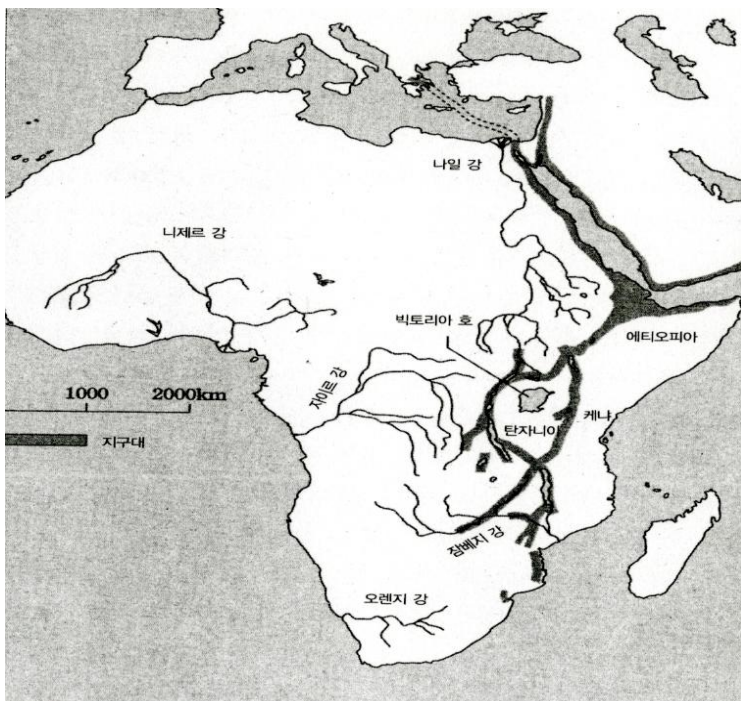 나일 강
니제르 강
빅토리아 호
에티오피아
자이르 강
1000 2000km
케냐
탄자니아
지구대
잠베지 강
오렌지 강